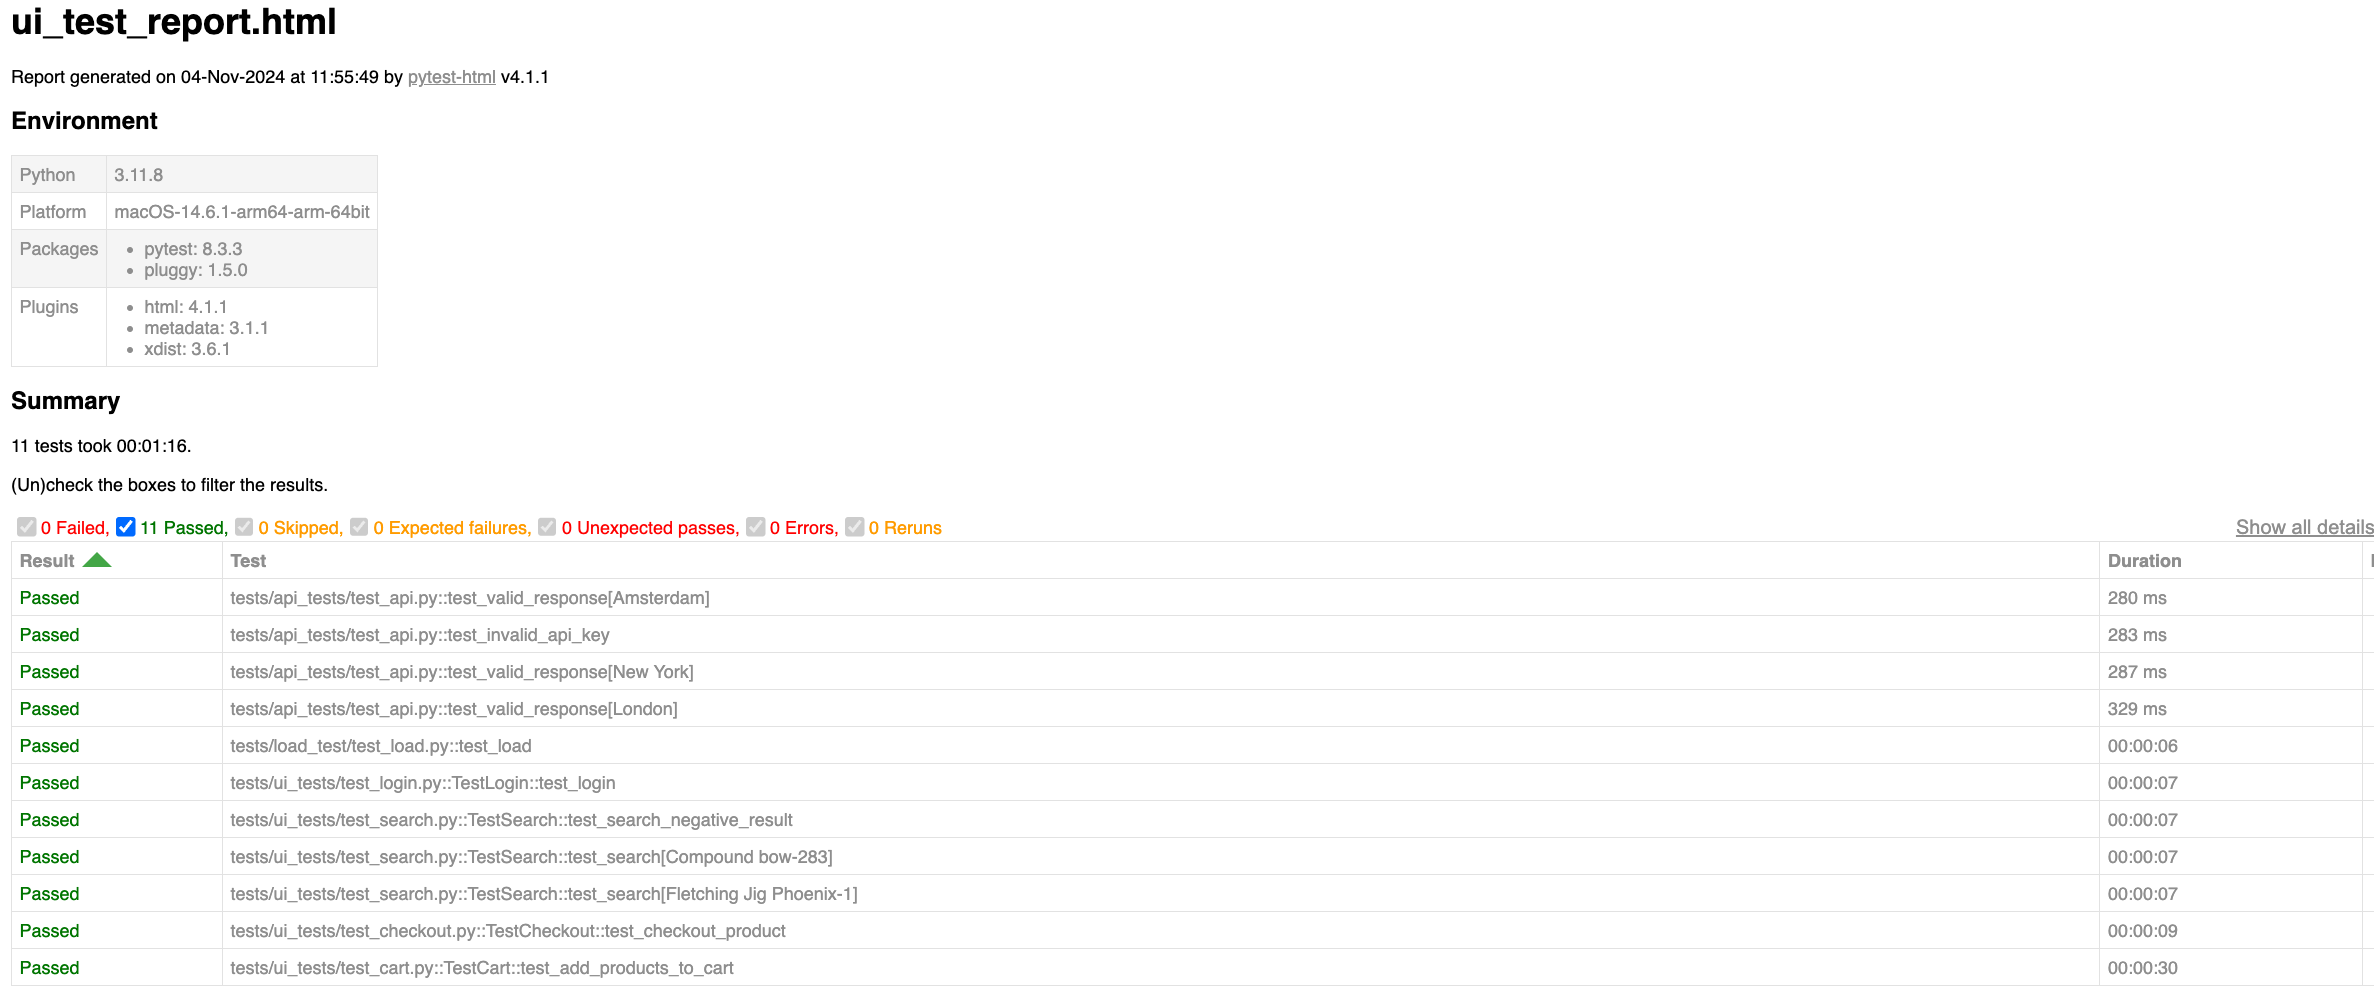 ui_test_report.html
Report generated on 04-Nov-2024 at 11:55:49 by pytest-html v4.1.1
Environment
Python 3.11.8
Platform macOS-14.6.1-arm64-arm-64bit
Packages • pytest: 8.3.3
• pluggy: 1.5.0
Plugins • html: 4.1.1
• metadata: 3.1.1
• xdist: 3.6.1
Summary
11 tests took 00:01:16.
(Un)check the boxes to filter the results.
0 Failed, 11 Passed, 0 Skipped, 0 Expected failures, 0 Unexpected passes, 0 Errors, 0 Reruns Show all details
Result Test Duration
Passed tests/api_tests/test_api.py::test_valid_response[Amsterdam] 280 ms
Passed tests/api_tests/test_api.py::test_invalid_api_key 283 ms
Passed tests/api_tests/test_api.py::test_valid_response[New York] 287 ms
Passed tests/api_tests/test_api.py::test_valid_response[London] 329 ms
Passed tests/load_test/test_load.py::test_load 00:00:06
Passed tests/ui_tests/test_login.py::TestLogin::test_login 00:00:07
Passed tests/ui_tests/test_search.py::TestSearch::test_search_negative_result 00:00:07
Passed tests/ui_tests/test_search.py::TestSearch::test_search[Compound bow-283] 00:00:07
Passed tests/ui_tests/test_search.py::TestSearch::test_search[Fletching Jig Phoenix-1] 00:00:07
Passed tests/ui_tests/test_checkout.py::TestCheckout::test_checkout_product 00:00:09
Passed tests/ui_tests/test_cart.py::TestCart::test_add_products_to_cart 00:00:30